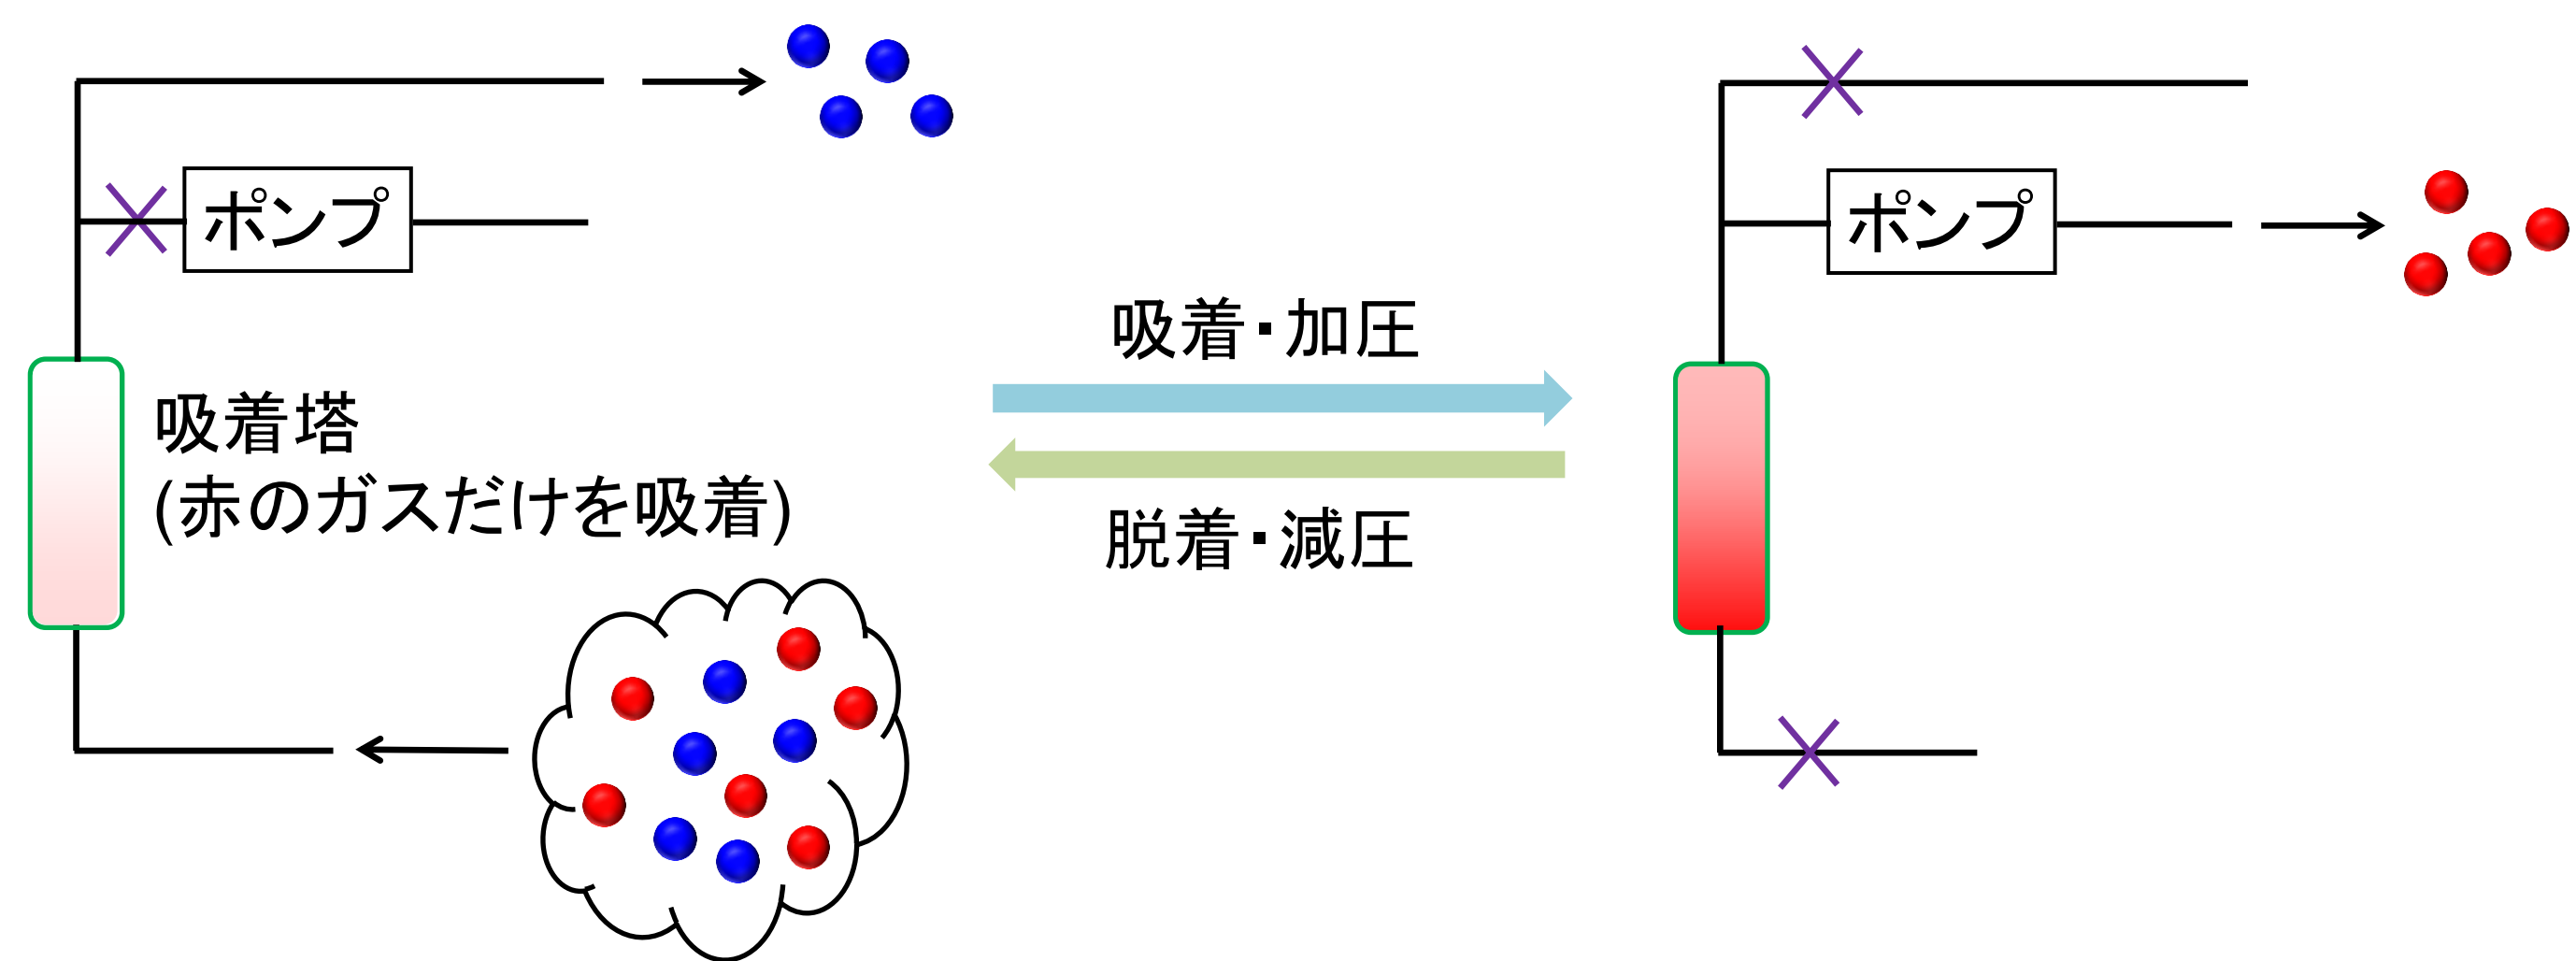 ポンプ
吸着塔
(赤のガスだけを吸着)
吸着・加圧
脱着・減圧
ポンプ